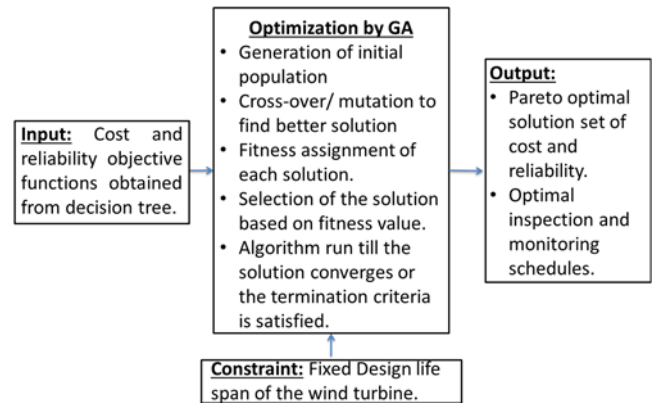 Input: Cost and
reliability objective
functions obtained
from decision tree.
Optimization by GA
• Generation of initial
population
• Cross-over/ mutation to
find better solution
• Fitness assignment of
each solution.
• Selection of the solution
based on fitness value.
• Algorithm run till the
solution converges or
the termination criteria
is satisfied.
Output:
• Pareto optimal
solution set of
cost and
reliability.
• Optimal
inspection and
monitoring
schedules.
Constraint: Fixed Design life
span of the wind turbine.